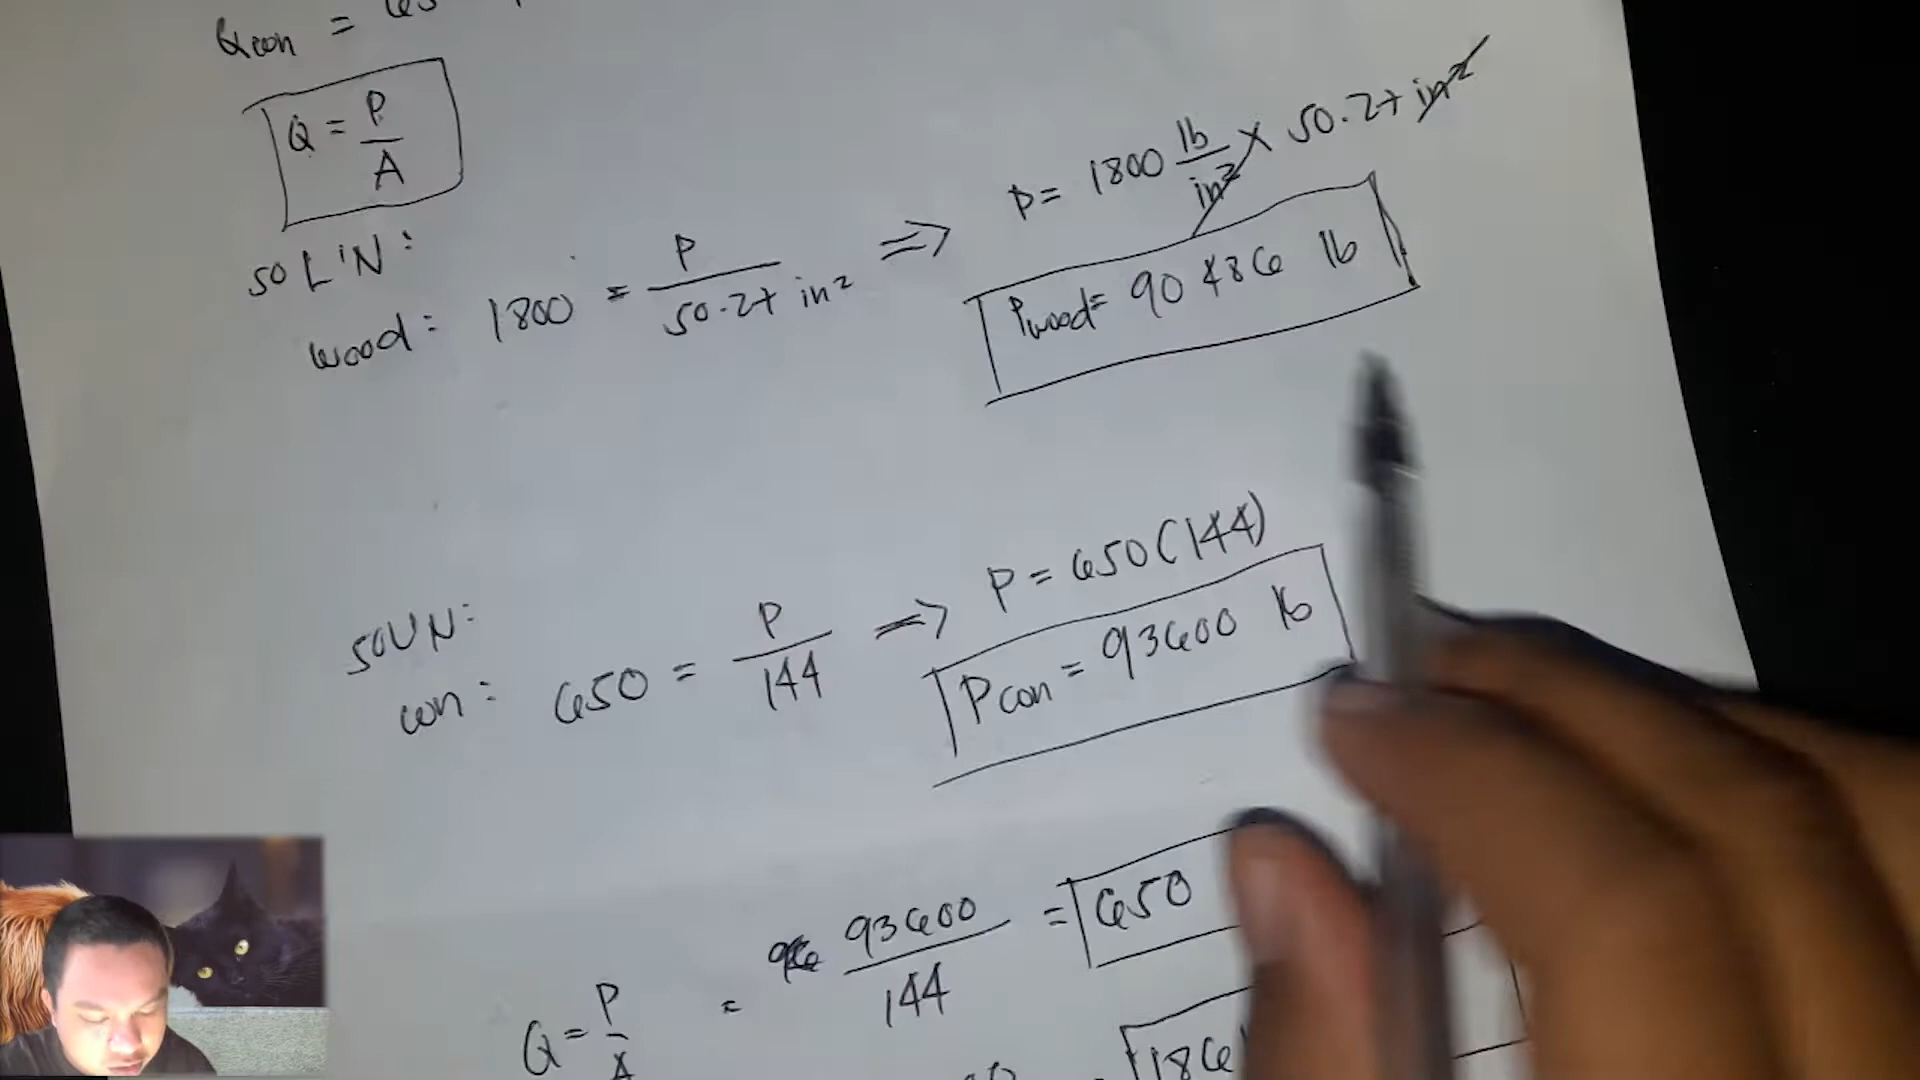 Qcon = 65
Q = P/A
SOL'N:
wood: 1800 = P/50.27 in² => P = 1800 lb/in² × 50.27 in²
Pwood = 90486 lb
SOL'N:
con: 650 = P/144 => P = 650(144)
Pcon = 93600 lb
Q = P/A = 93600/144 = 650
186